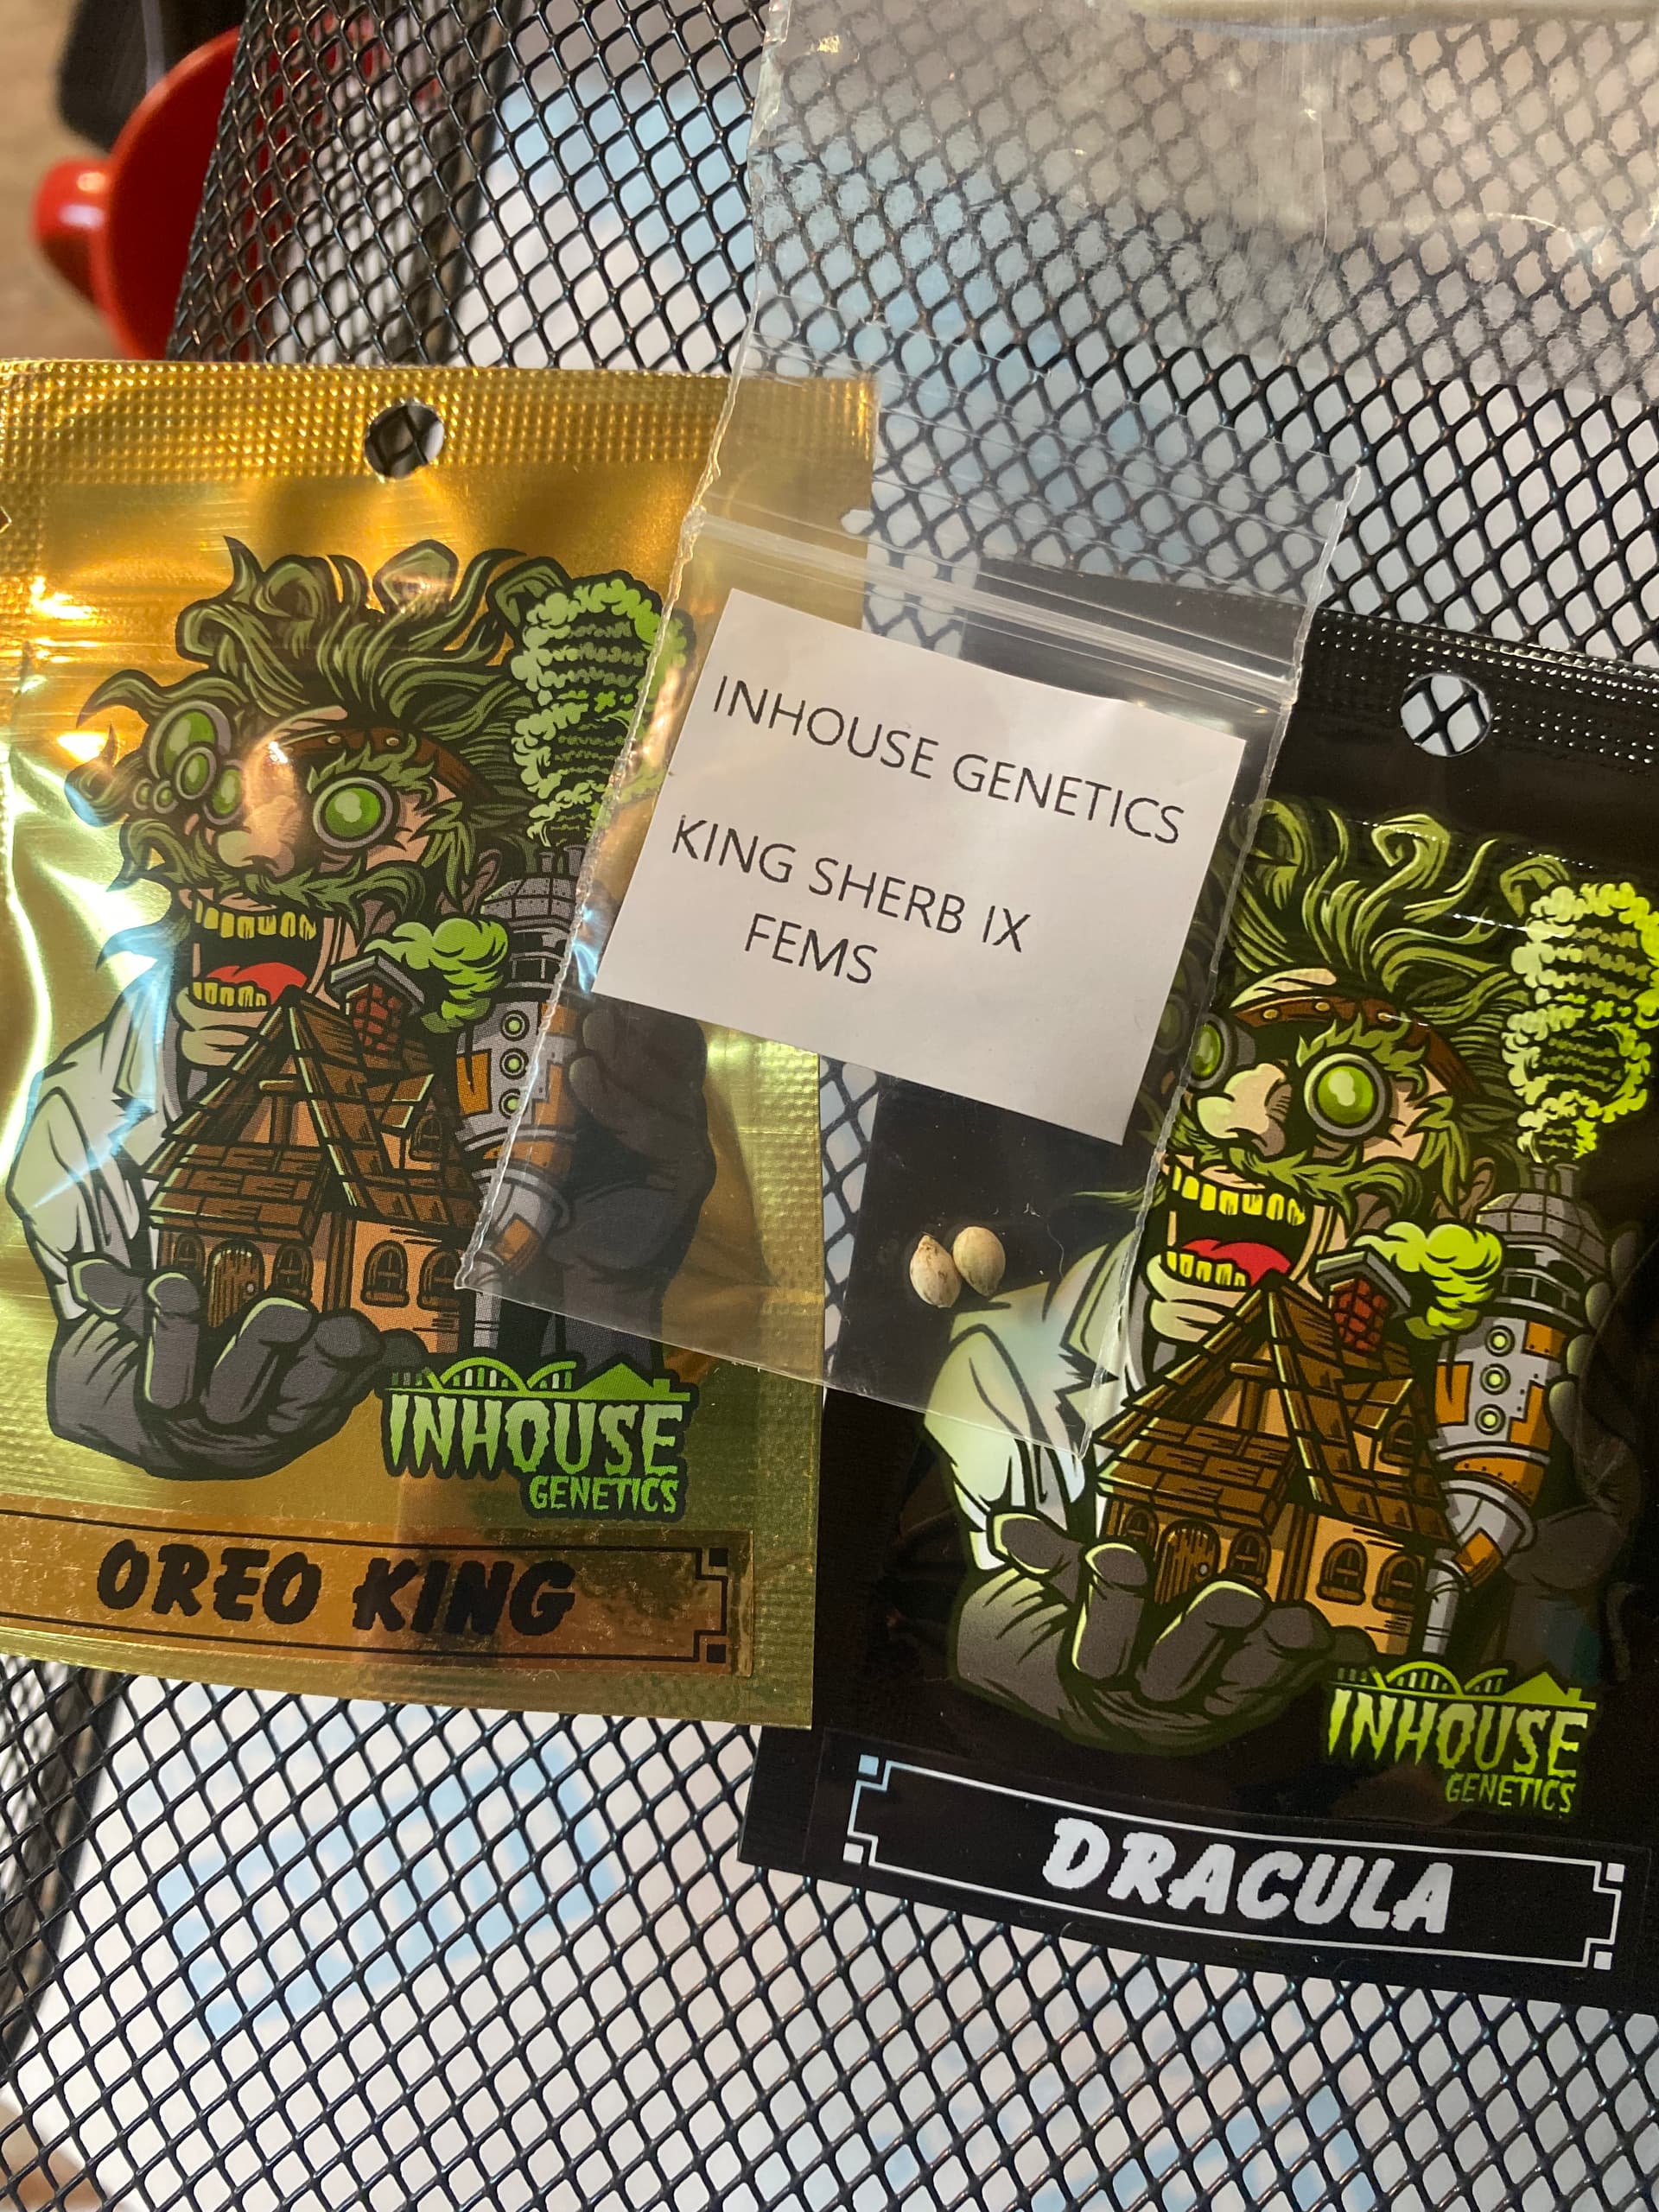 INHOUSE GENETICS
KING SHERB IX
FEMS
INHOUSE
GENETICS
OREO KING
INHOUSE
GENETICS
DRACULA